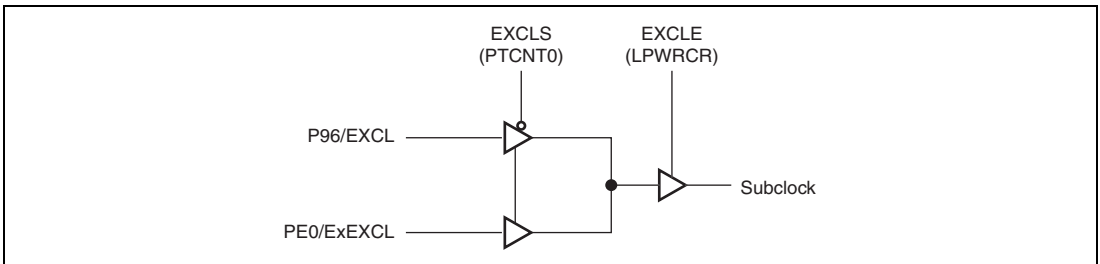 EXCLS
(PTCNT0)
EXCLE
(LPWRCR)
P96/EXCL
Subclock
PE0/ExEXCL